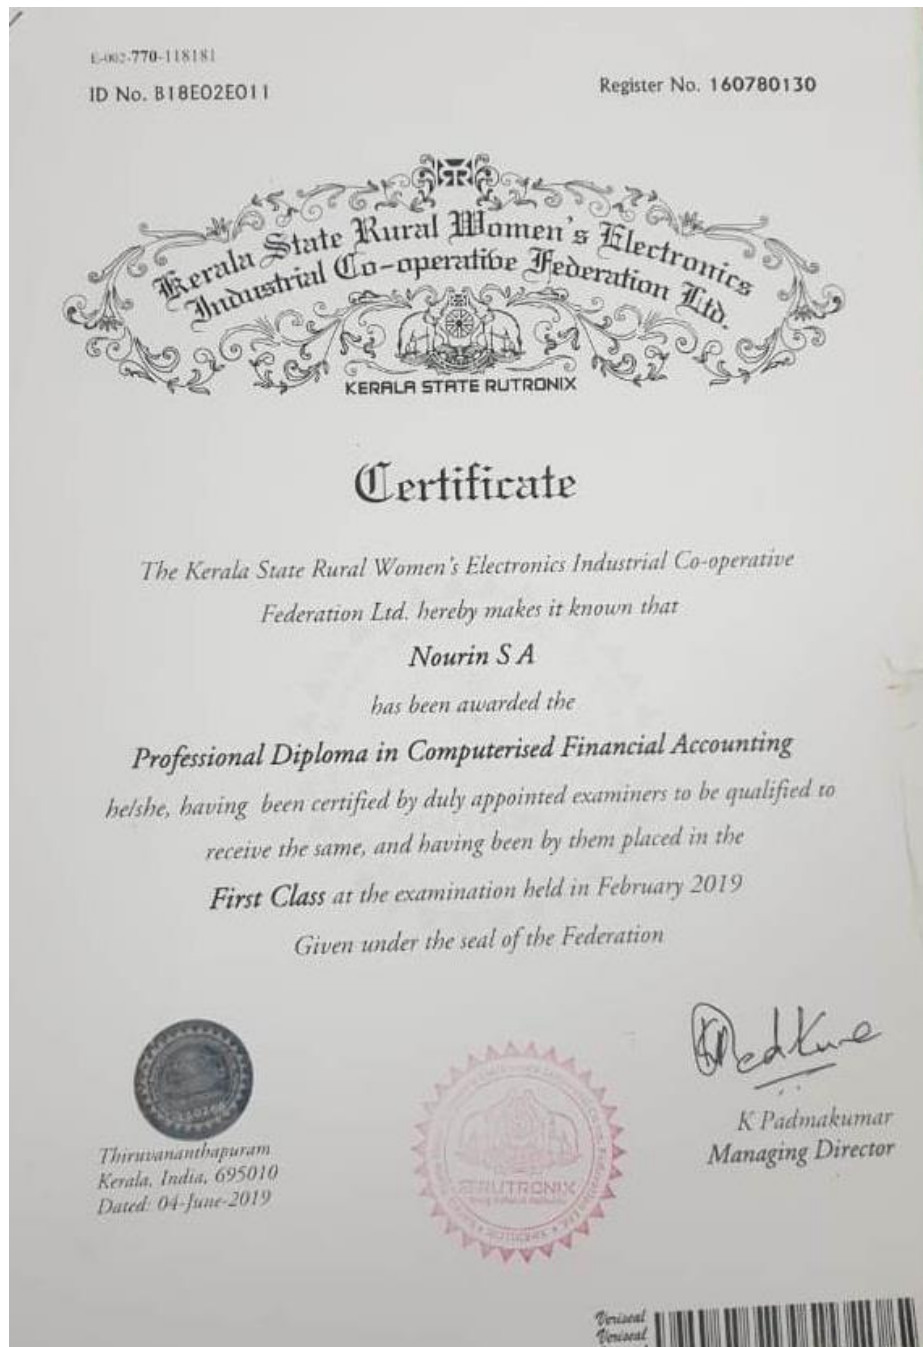 E-002-770-118181
ID No. B18E02E011
Register No. 160780130
Kerala State Rural Women's Electronics
Industrial Co-operative Federation Ltd.
KERALA STATE RUTRONIX
Certificate
The Kerala State Rural Women's Electronics Industrial Co-operative
Federation Ltd. hereby makes it known that
Nourin S A
has been awarded the
Professional Diploma in Computerised Financial Accounting
he/she, having been certified by duly appointed examiners to be qualified to
receive the same, and having been by them placed in the
First Class at the examination held in February 2019
Given under the seal of the Federation
Thiruvananthapuram
Kerala, India, 695010
Dated: 04-June-2019
RUTRONIX
RUTRONIX
K Padmakumar
Managing Director
Veriseal
Veriseal